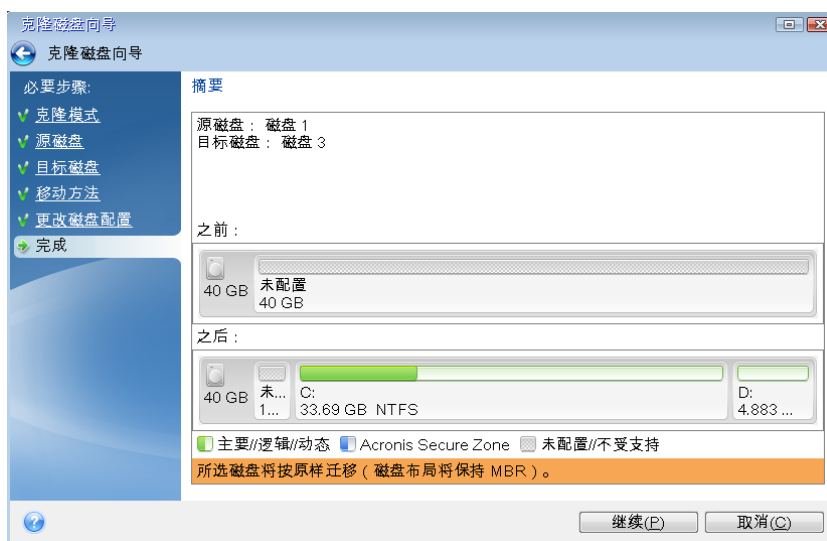 克隆磁盘向导
克隆磁盘向导
必要步骤:
克隆模式
源磁盘
目标磁盘
移动方法
更改磁盘配置
完成
摘要
源磁盘： 磁盘 1
目标磁盘： 磁盘 3
之前：
40 GB
未配置
40 GB
之后：
40 GB
未...
1...
C:
33.69 GB NTFS
D:
4.883 ...
主要//逻辑//动态 Acronis Secure Zone 未配置//不受支持
所选磁盘将按原样迁移（磁盘布局将保持 MBR）。
继续(P) 取消(C)